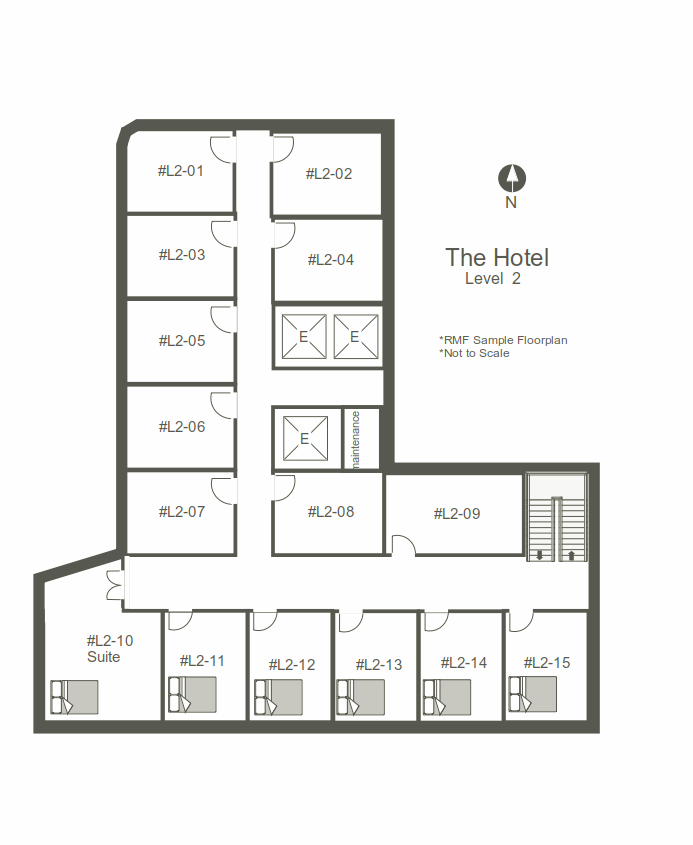 #L2-01
#L2-02
N
#L2-03
#L2-04
The Hotel
Level 2
#L2-05
E
E
*RMF Sample Floorplan
*Not to Scale
#L2-06
E
maintenance
#L2-07
#L2-08
#L2-09
#L2-10
Suite
#L2-11
#L2-12
#L2-13
#L2-14
#L2-15